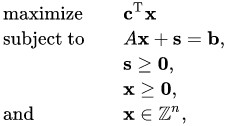 maximize cᵀx
subject to Ax + s = b,
s ≥ 0,
x ≥ 0,
and x ∈ ℤⁿ,